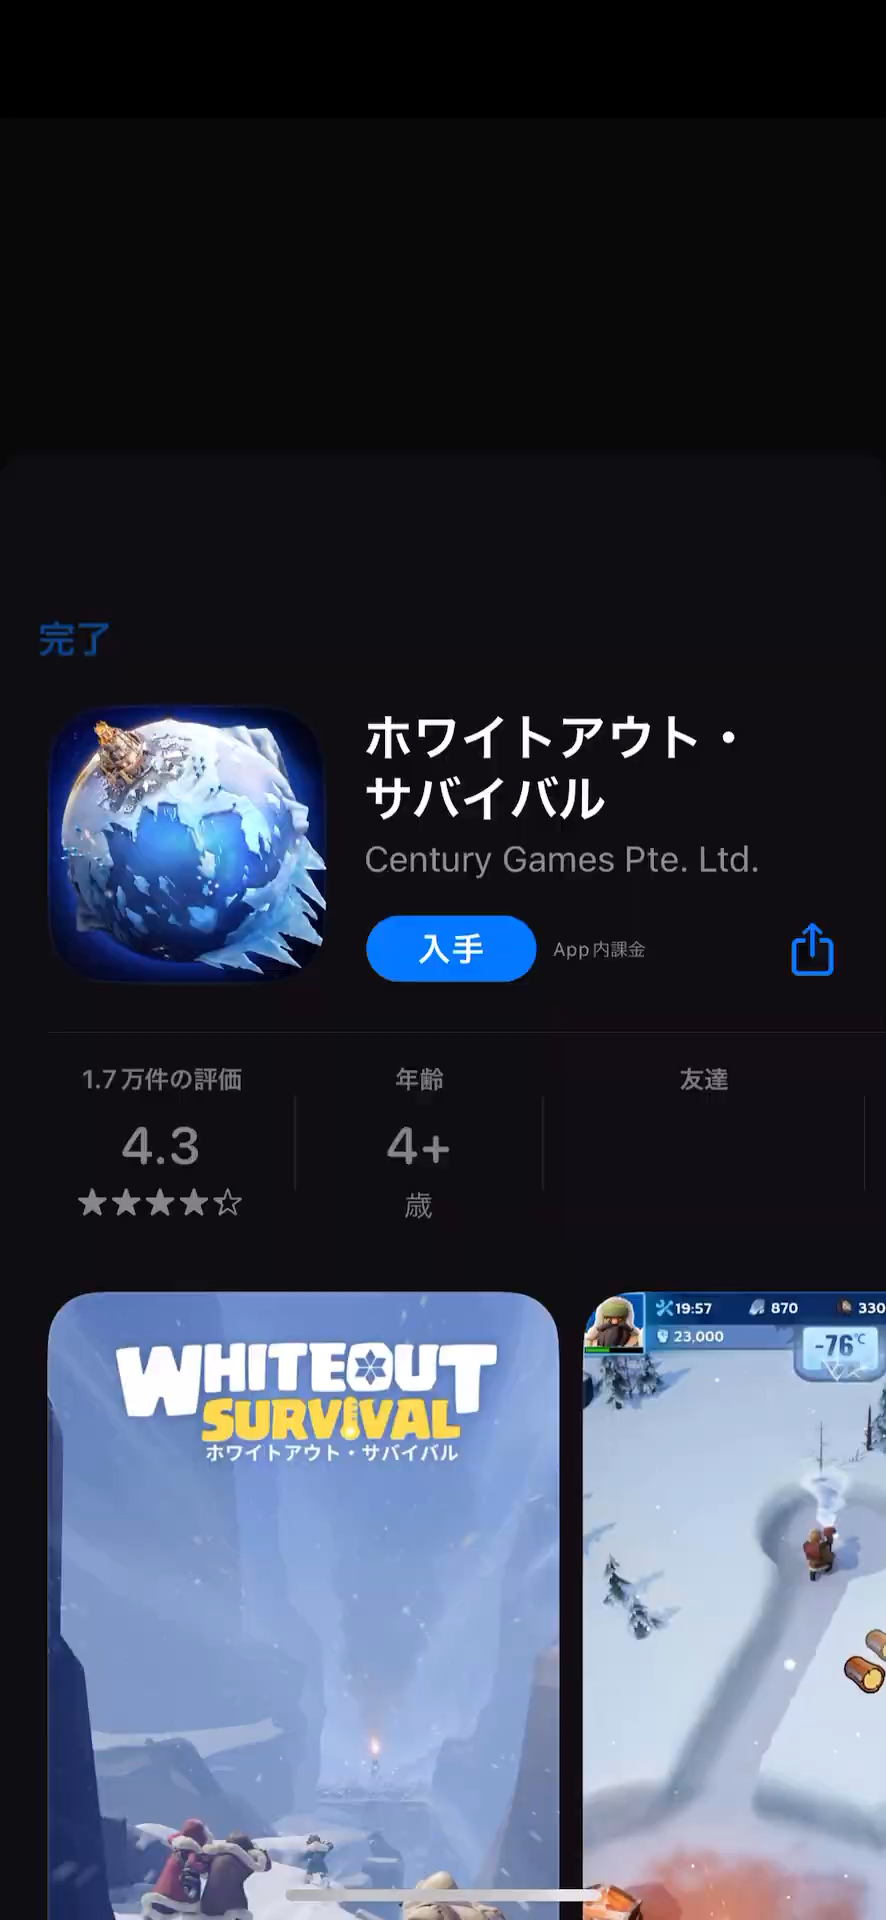 完了
ホワイトアウト・
サバイバル
Century Games Pte. Ltd.
入手
App内課金
1.7万件の評価
4.3
★★★★☆
年齢
4+
歳
友達
WHITEOUT
SURVIVAL
ホワイトアウト・サバイバル
19:57
870
330
23,000
-76℃